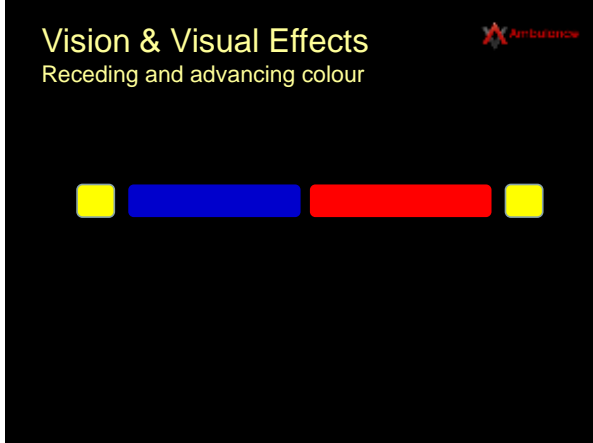 Vision & Visual Effects
Ambulance
Receding and advancing colour